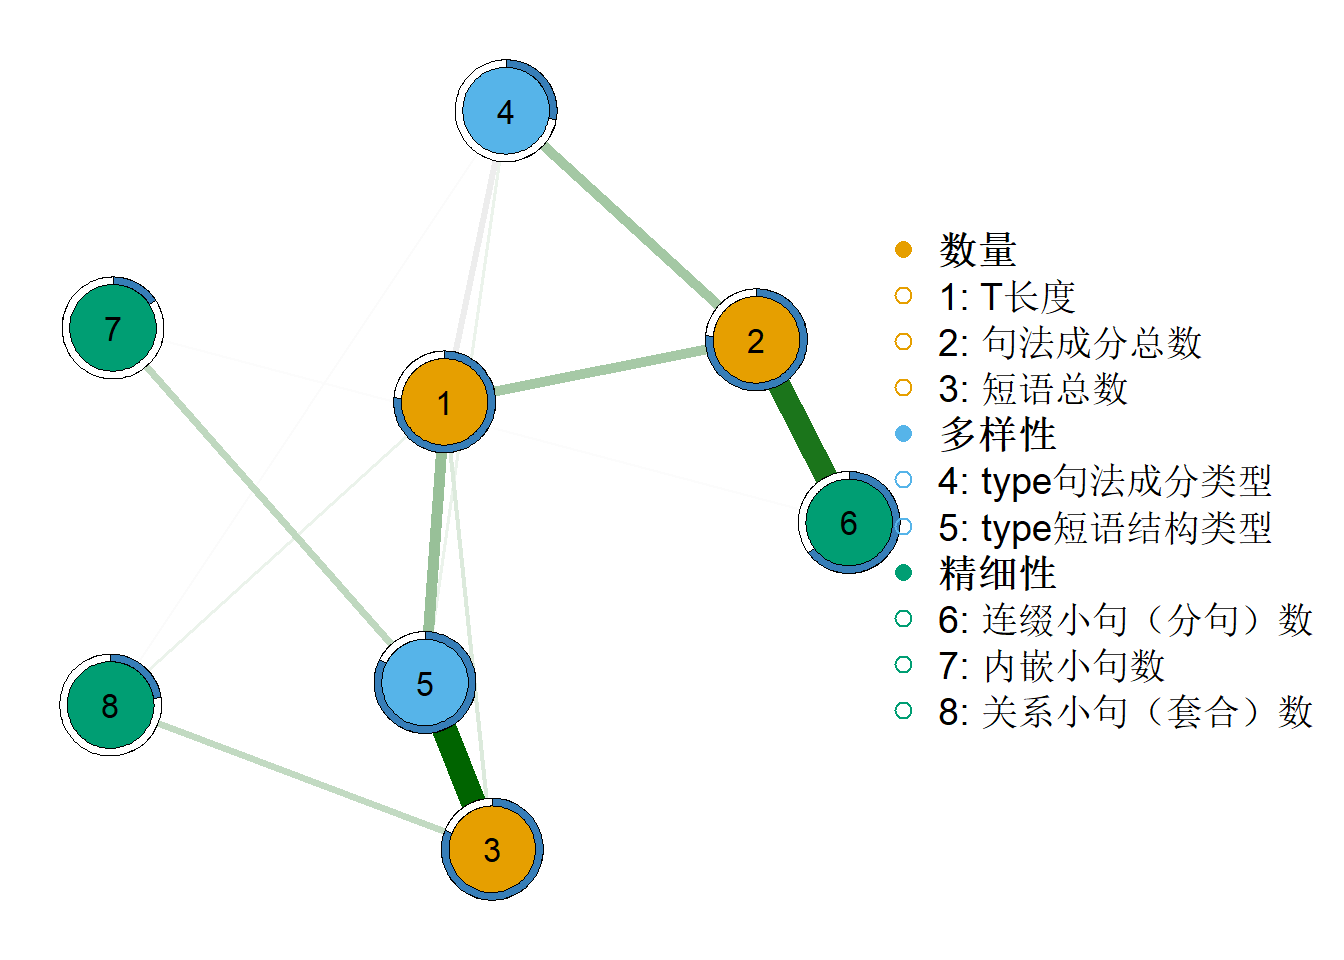 4
7
2
1
6
5
8
3
数量
1: T长度
2: 句法成分总数
3: 短语总数
多样性
4: type句法成分类型
5: type短语结构类型
精细性
6: 连缀小句（分句）数
7: 内嵌小句数
8: 关系小句（套合）数